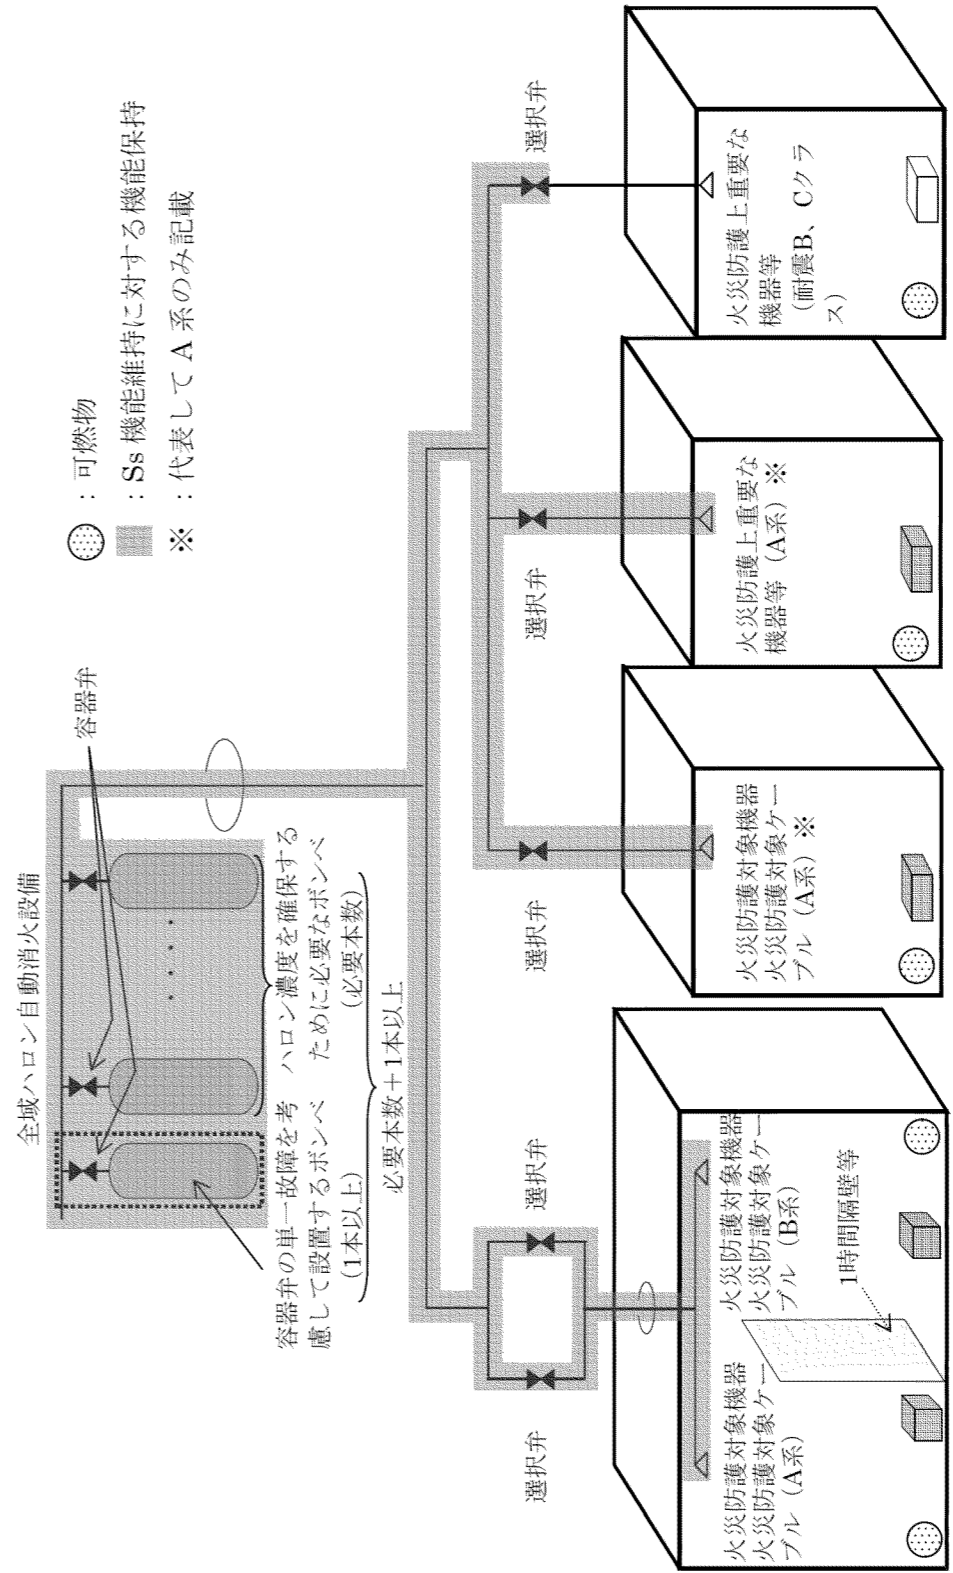 全域ハロン自動消火設備
容器弁
：可燃物
：Ss 機能維持に対する機能保持
※：代表して A 系のみ記載
容器弁の単一故障を考
慮して設置するボンベ
(1本以上)
ハロン濃度を確保する
ために必要なボンベ
(必要本数)
必要本数＋1本以上
選択弁
選択弁
選択弁
選択弁
選択弁
火災防護対象機器
火災防護対象ケー
ブル（A系）
火災防護対象機器
火災防護対象ケー
ブル（B系）
1時間隔壁等
火災防護対象機器
火災防護対象ケー
ブル（A系）※
火災防護上重要な
機器等（A系）※
火災防護上重要な
機器等
（耐震B、Cクラ
ス）